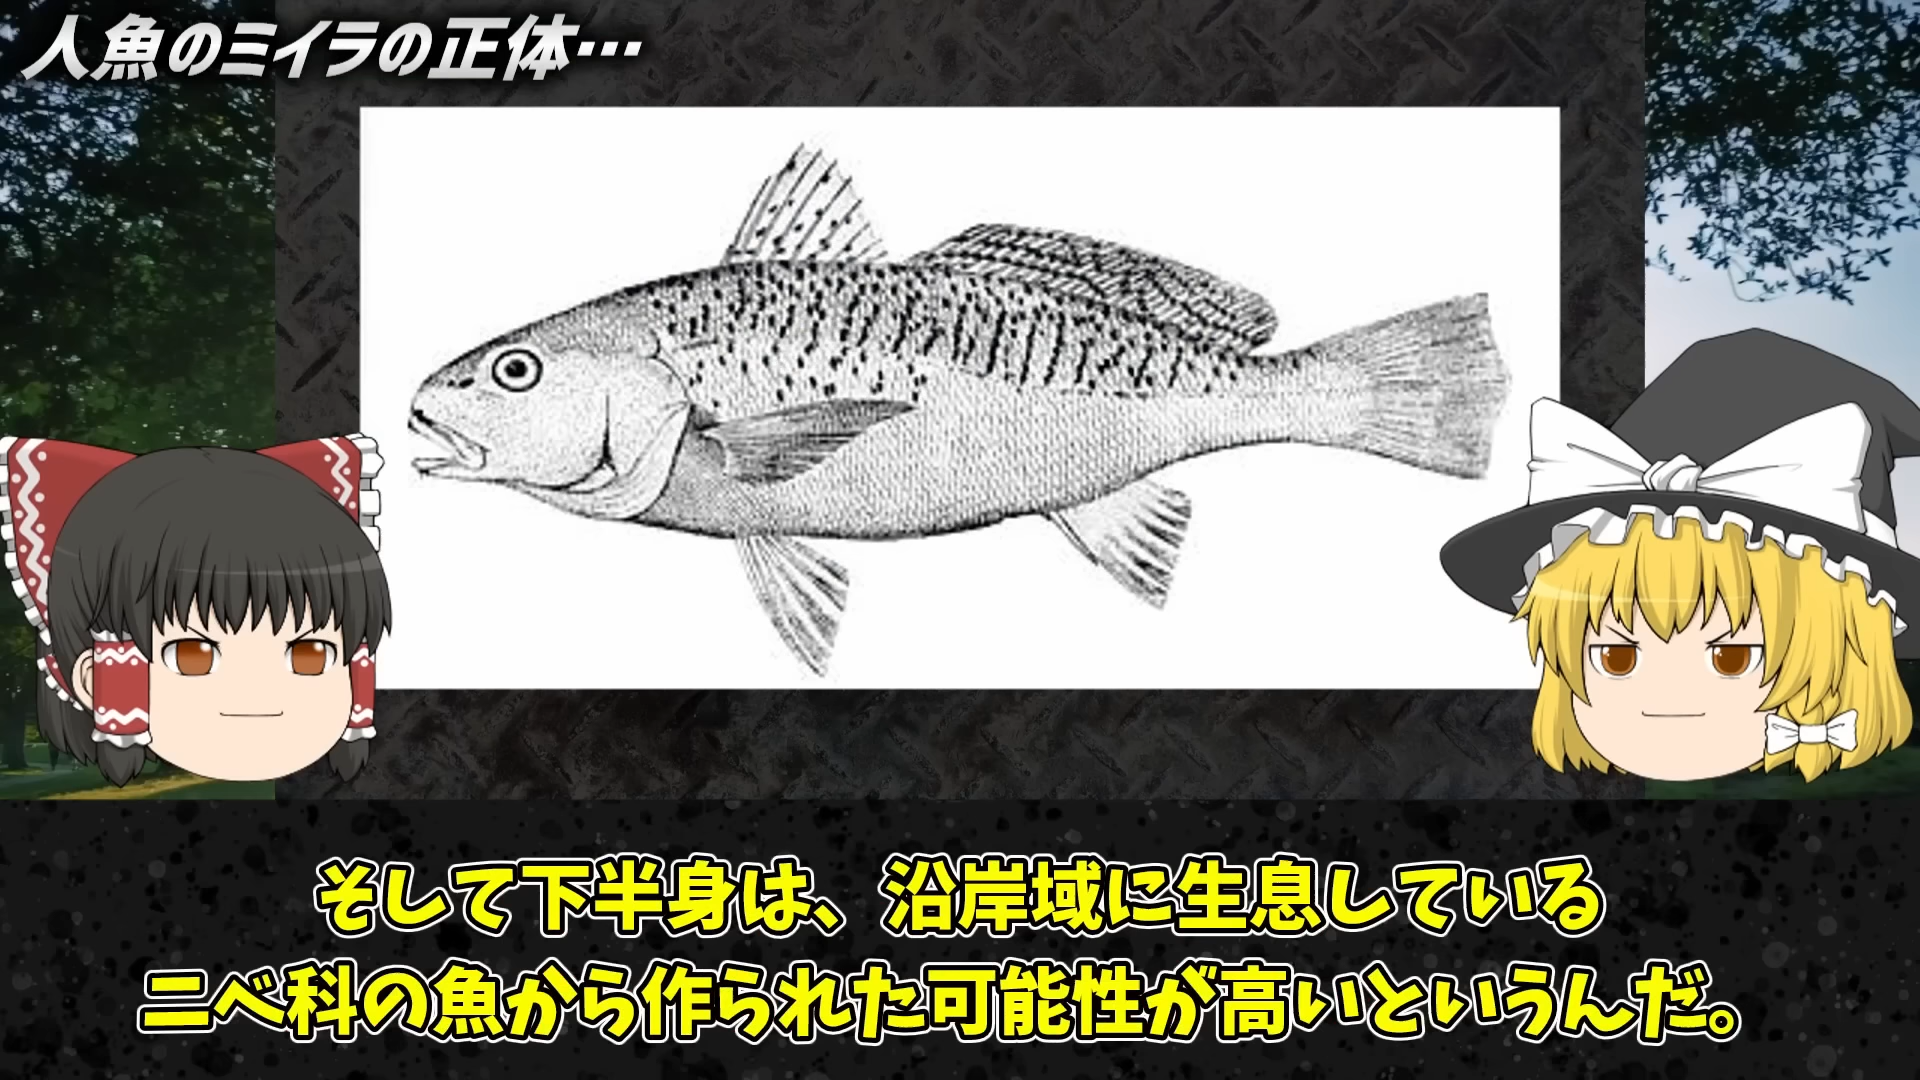 人魚のミイラの正体…
そして下半身は、沿岸域に生息している
ニベ科の魚から作られた可能性が高いというんだ。